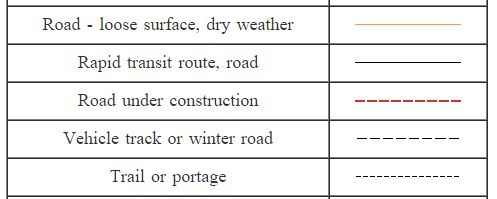 Road - loose surface, dry weather
Rapid transit route, road
Road under construction
Vehicle track or winter road
Trail or portage